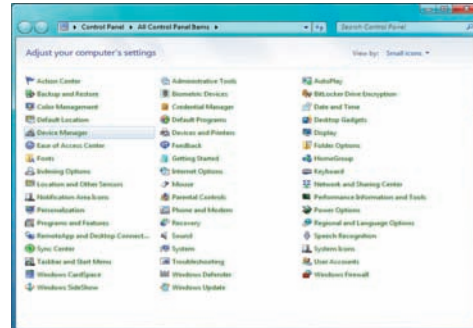 Control Panel ▸ All Control Panel Items ▸
Search Control Panel
Adjust your computer's settings
View by: Small icons
Action Center
Administrative Tools
AutoPlay
Backup and Restore
Biometric Devices
BitLocker Drive Encryption
Color Management
Credential Manager
Date and Time
Default Location
Default Programs
Desktop Gadgets
Device Manager
Devices and Printers
Display
Ease of Access Center
Feedback
Folder Options
Fonts
Getting Started
HomeGroup
Indexing Options
Internet Options
Keyboard
Location and Other Sensors
Mouse
Network and Sharing Center
Notification Area Icons
Parental Controls
Performance Information and Tools
Personalization
Phone and Modem
Power Options
Programs and Features
Recovery
Regional and Language Options
RemoteApp and Desktop Connect...
Sound
Speech Recognition
Sync Center
System
System Icons
Taskbar and Start Menu
Troubleshooting
User Accounts
Windows CardSpace
Windows Defender
Windows Firewall
Windows SideShow
Windows Update